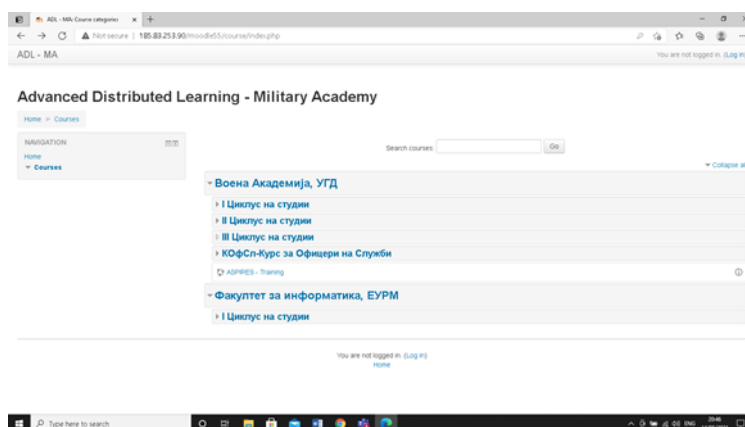 ADL - MA: Course categories
Not secure | 185.83.253.90/moodle55/course/index.php
ADL - MA
You are not logged in. (Log in)
Advanced Distributed Learning - Military Academy
Home Courses
NAVIGATION
Home
Courses
Search courses:
Go
Collapse all
Воена Академија, УГД
I Циклус на студии
II Циклус на студии
III Циклус на студии
КОфСл-Курс за Офицери на Служби
ASPIRES - Training
Факултет за информатика, ЕУРМ
I Циклус на студии
You are not logged in. (Log in)
Home
Type here to search
ENG
20:46